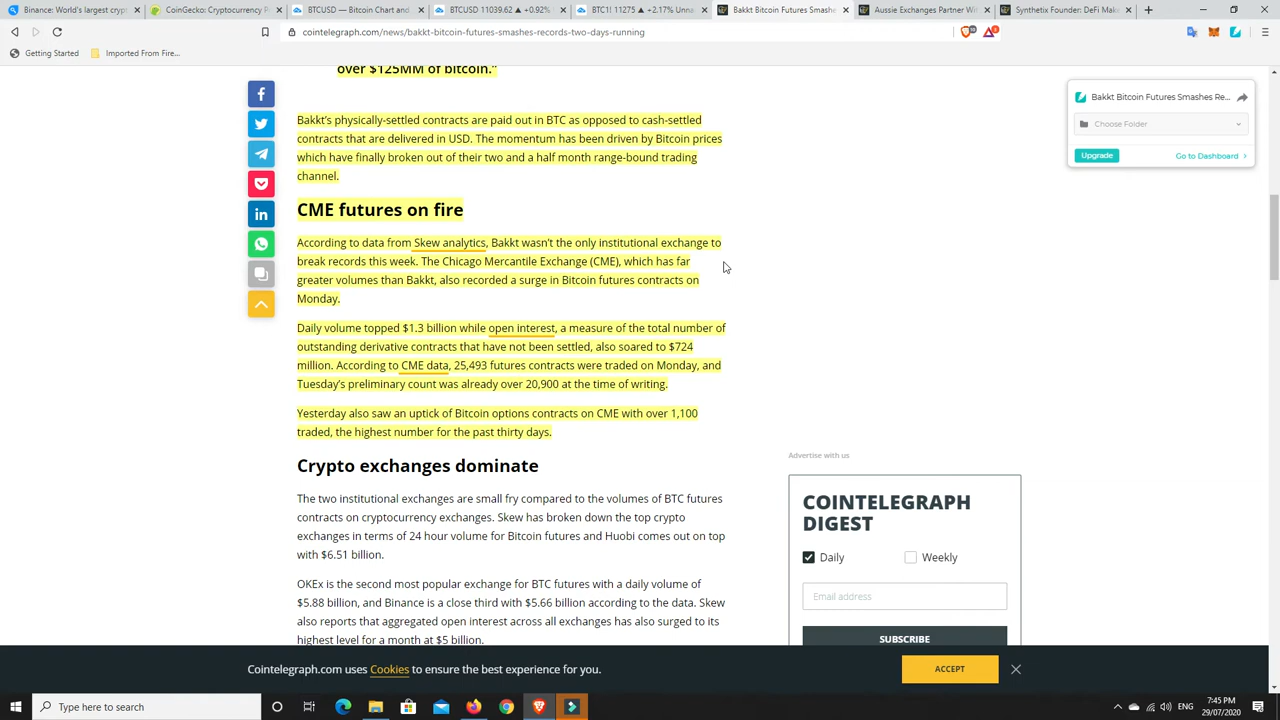 Binance: World's largest crypt
CoinGecko: Cryptocurrency P
BTCUSD — Bitcoin Chart and
BTCUSD 11039.62 ▲ +0.92%
BTC1! 11275 ▲ +2.17% Unna
Bakkt Bitcoin Futures Smashe
Aussie Exchanges Partner Wit
Synthetix Founder: DeFi Make
cointelegraph.com/news/bakkt-bitcoin-futures-smashes-records-two-days-running
Getting Started
Imported From Fire...
over $125MM of bitcoin."
Bakkt Bitcoin Futures Smashes Re...
Choose Folder
Upgrade
Go to Dashboard
Bakkt's physically-settled contracts are paid out in BTC as opposed to cash-settled
contracts that are delivered in USD. The momentum has been driven by Bitcoin prices
which have finally broken out of their two and a half month range-bound trading
channel.
CME futures on fire
According to data from Skew analytics, Bakkt wasn't the only institutional exchange to
break records this week. The Chicago Mercantile Exchange (CME), which has far
greater volumes than Bakkt, also recorded a surge in Bitcoin futures contracts on
Monday.
Daily volume topped $1.3 billion while open interest, a measure of the total number of
outstanding derivative contracts that have not been settled, also soared to $724
million. According to CME data, 25,493 futures contracts were traded on Monday, and
Tuesday's preliminary count was already over 20,900 at the time of writing.
Yesterday also saw an uptick of Bitcoin options contracts on CME with over 1,100
traded, the highest number for the past thirty days.
Crypto exchanges dominate
The two institutional exchanges are small fry compared to the volumes of BTC futures
contracts on cryptocurrency exchanges. Skew has broken down the top crypto
exchanges in terms of 24 hour volume for Bitcoin futures and Huobi comes out on top
with $6.51 billion.
OKEx is the second most popular exchange for BTC futures with a daily volume of
$5.88 billion, and Binance is a close third with $5.66 billion according to the data. Skew
also reports that aggregated open interest across all exchanges has also surged to its
highest level for a month at $5 billion.
Advertise with us
COINTELEGRAPH
DIGEST
Daily
Weekly
Email address
SUBSCRIBE
Cointelegraph.com uses Cookies to ensure the best experience for you.
ACCEPT
Type here to search
ENG
7:45 PM
29/07/2020